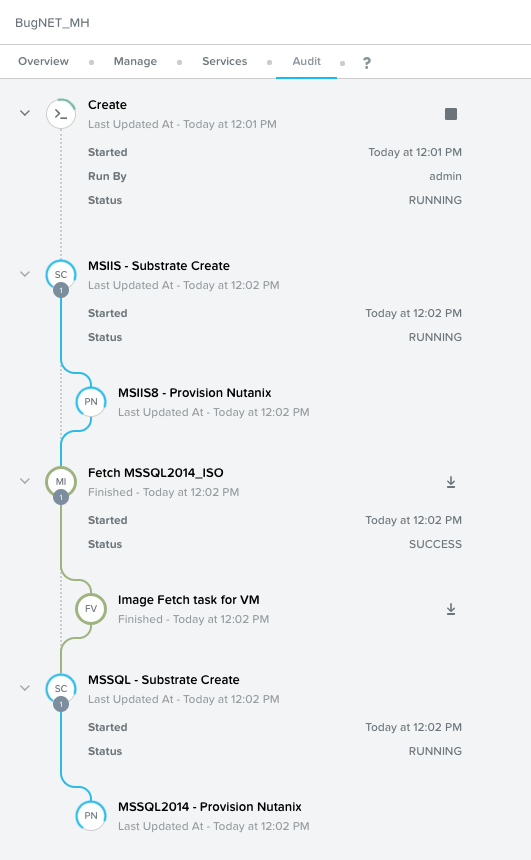 BugNET_MH
Overview Manage Services Audit ?
Create
Last Updated At - Today at 12:01 PM
Started Today at 12:01 PM
Run By admin
Status RUNNING
SC
1
MSIIS - Substrate Create
Last Updated At - Today at 12:02 PM
Started Today at 12:02 PM
Status RUNNING
PN
MSIIS8 - Provision Nutanix
Last Updated At - Today at 12:02 PM
MI
1
Fetch MSSQL2014_ISO
Finished - Today at 12:02 PM
Started Today at 12:02 PM
Status SUCCESS
FV
Image Fetch task for VM
Finished - Today at 12:02 PM
SC
1
MSSQL - Substrate Create
Last Updated At - Today at 12:02 PM
Started Today at 12:02 PM
Status RUNNING
PN
MSSQL2014 - Provision Nutanix
Last Updated At - Today at 12:02 PM